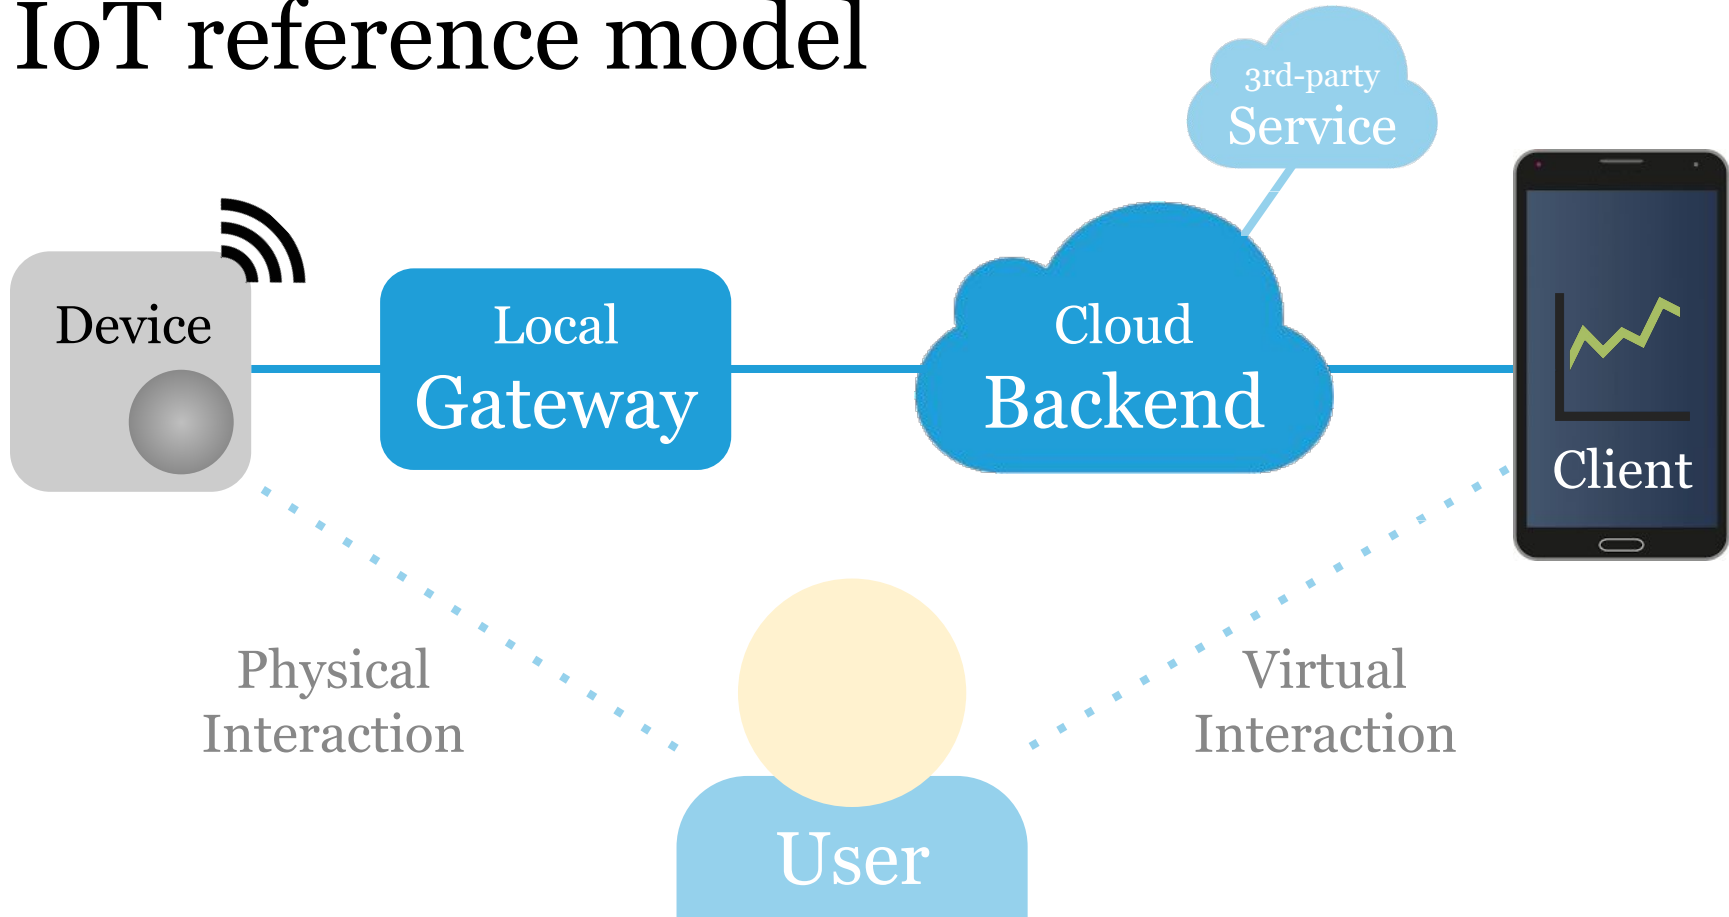 IoT reference model
3rd-party
Service
Device
Local
Gateway
Cloud
Backend
Client
Physical
Interaction
Virtual
Interaction
User